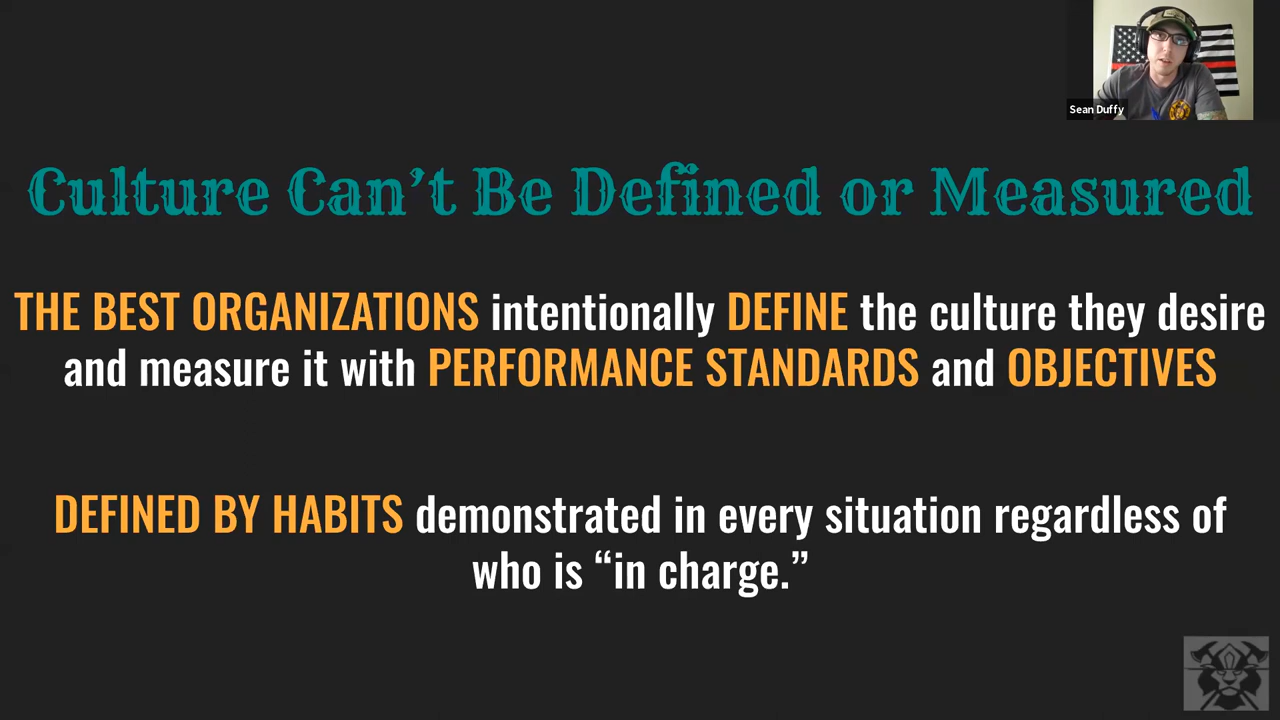 Sean Duffy
Culture Can’t Be Defined or Measured
THE BEST ORGANIZATIONS intentionally DEFINE the culture they desire
and measure it with PERFORMANCE STANDARDS and OBJECTIVES
DEFINED BY HABITS demonstrated in every situation regardless of
who is “in charge.”